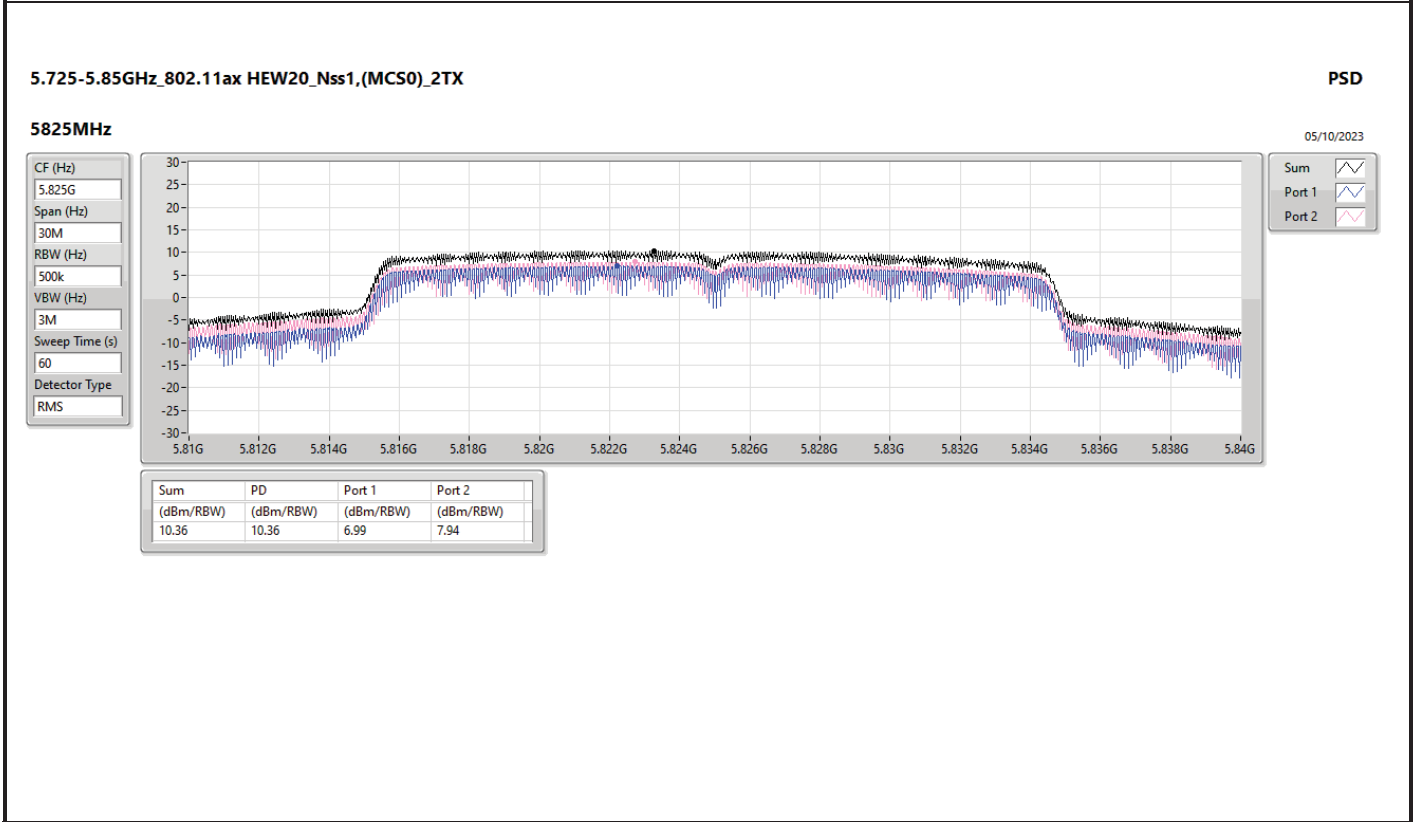 5.725-5.85GHz_802.11ax HEW20_Nss1,(MCS0)_2TX
PSD
5825MHz
05/10/2023
CF (Hz)
5.825G
Span (Hz)
30M
RBW (Hz)
500k
VBW (Hz)
3M
Sweep Time (s)
60
Detector Type
RMS
30
25
20
15
10
5
0
-5
-10
-15
-20
-25
-30
5.81G 5.812G 5.814G 5.816G 5.818G 5.82G 5.822G 5.824G 5.826G 5.828G 5.83G 5.832G 5.834G 5.836G 5.838G 5.84G
Sum
Port 1
Port 2
Sum PD Port 1 Port 2
(dBm/RBW) (dBm/RBW) (dBm/RBW) (dBm/RBW)
10.36 10.36 6.99 7.94